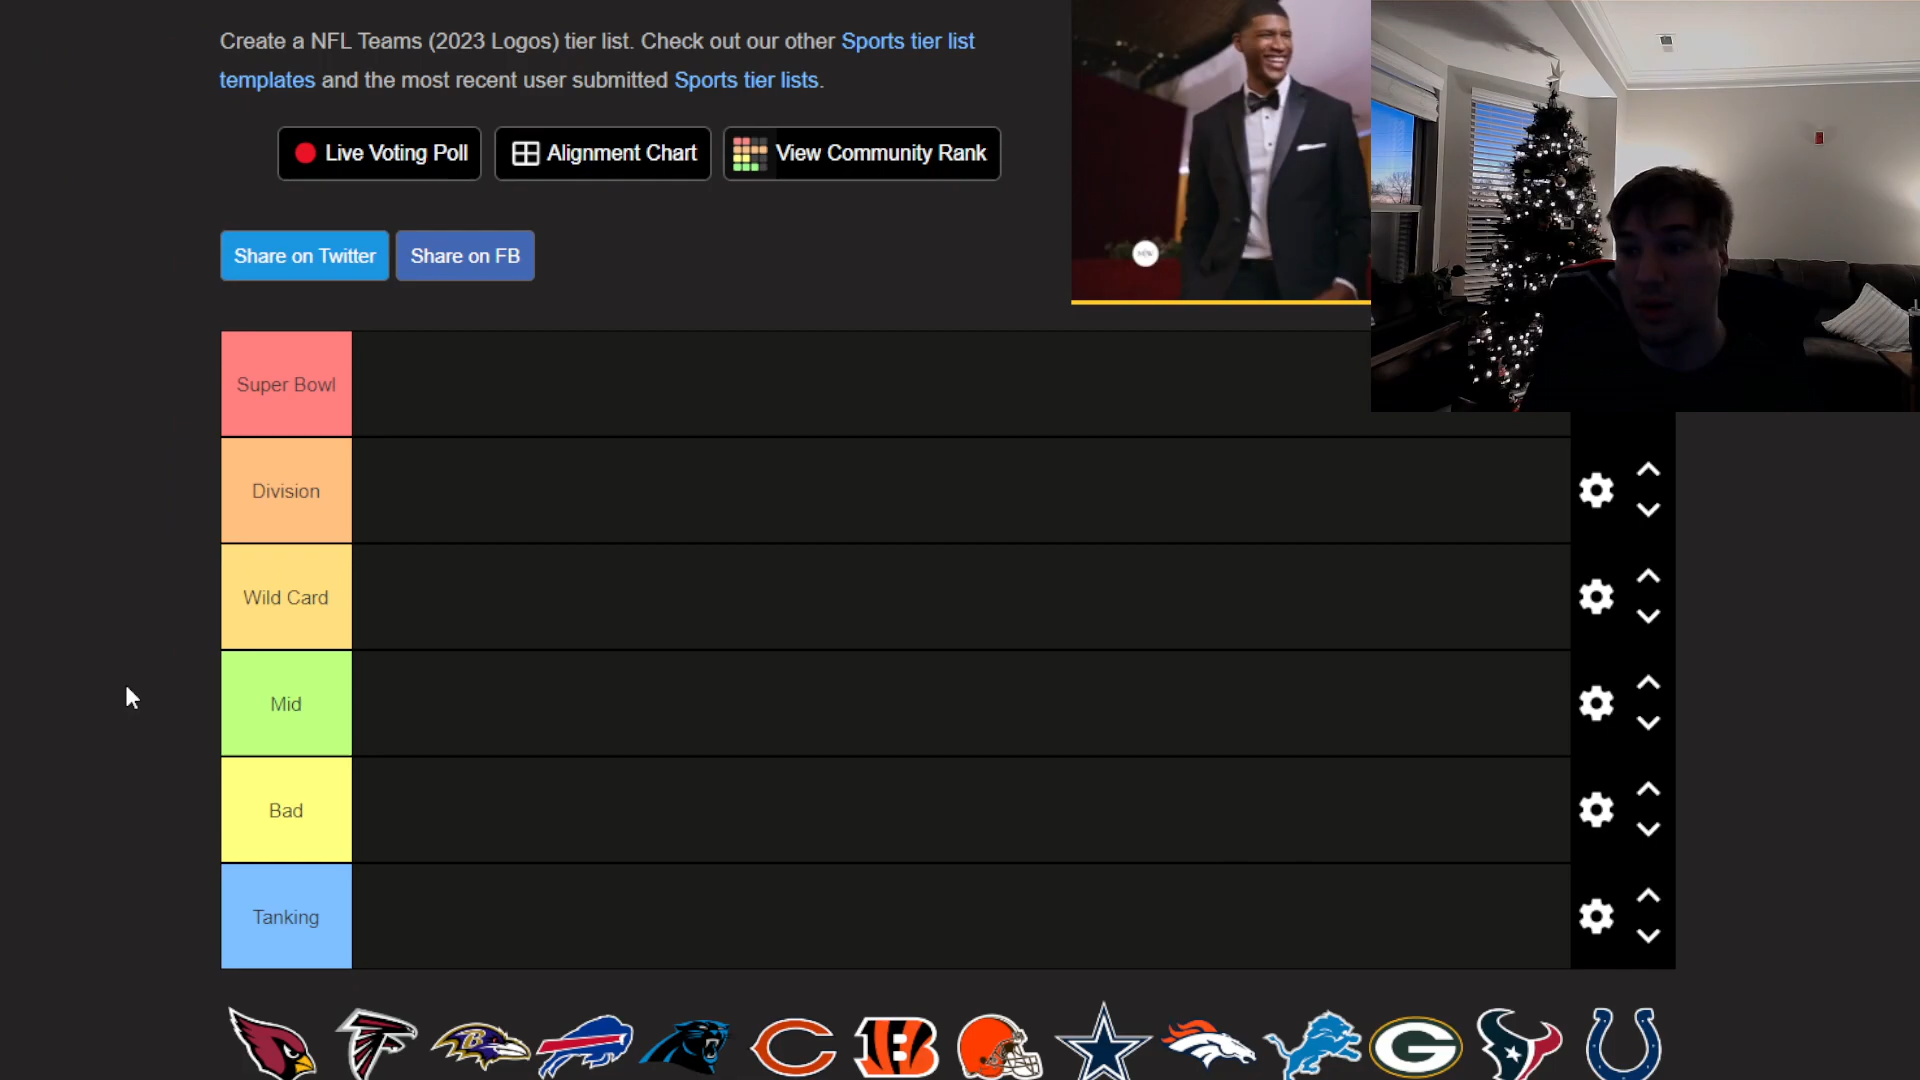 Create a NFL Teams (2023 Logos) tier list. Check out our other Sports tier list
templates and the most recent user submitted Sports tier lists.
Live Voting Poll
Alignment Chart
View Community Rank
Share on Twitter
Share on FB
Super Bowl
Division
Wild Card
Mid
Bad
Tanking